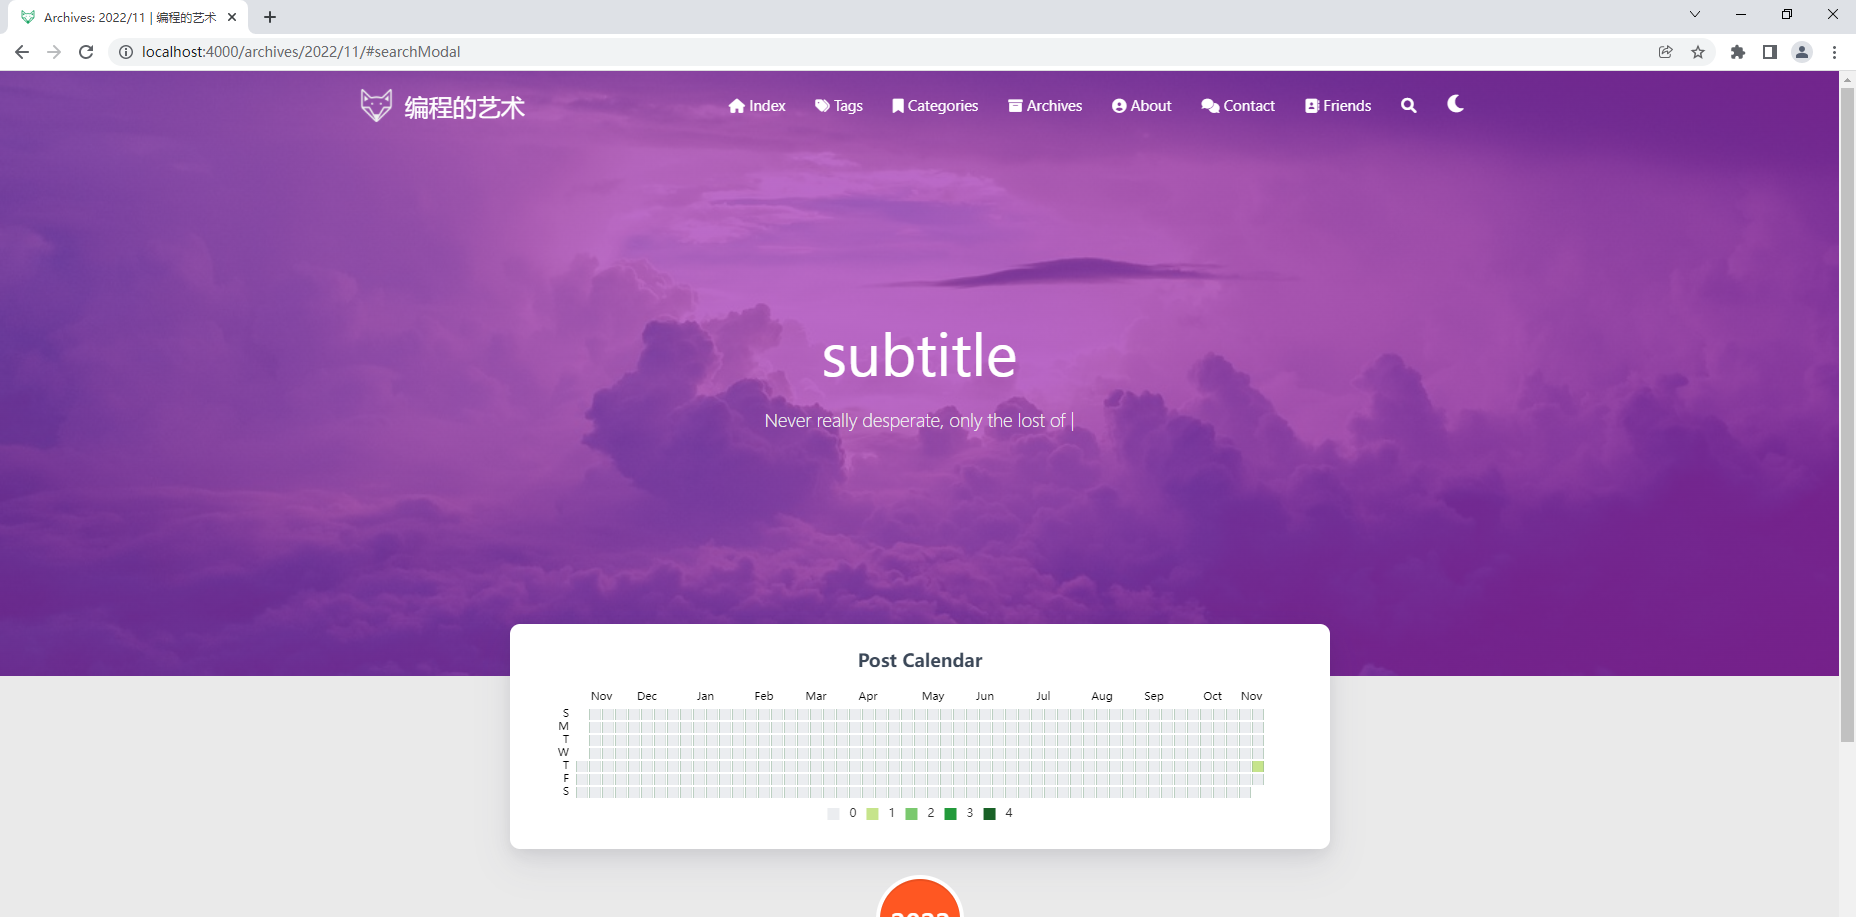 Archives: 2022/11 | 编程的艺术
localhost:4000/archives/2022/11/#searchModal
编程的艺术 Index Tags Categories Archives About Contact Friends
subtitle
Never really desperate, only the lost of |
Post Calendar
Nov Dec Jan Feb Mar Apr May Jun Jul Aug Sep Oct Nov
S
M
T
W
T
F
S
0 1 2 3 4
2022